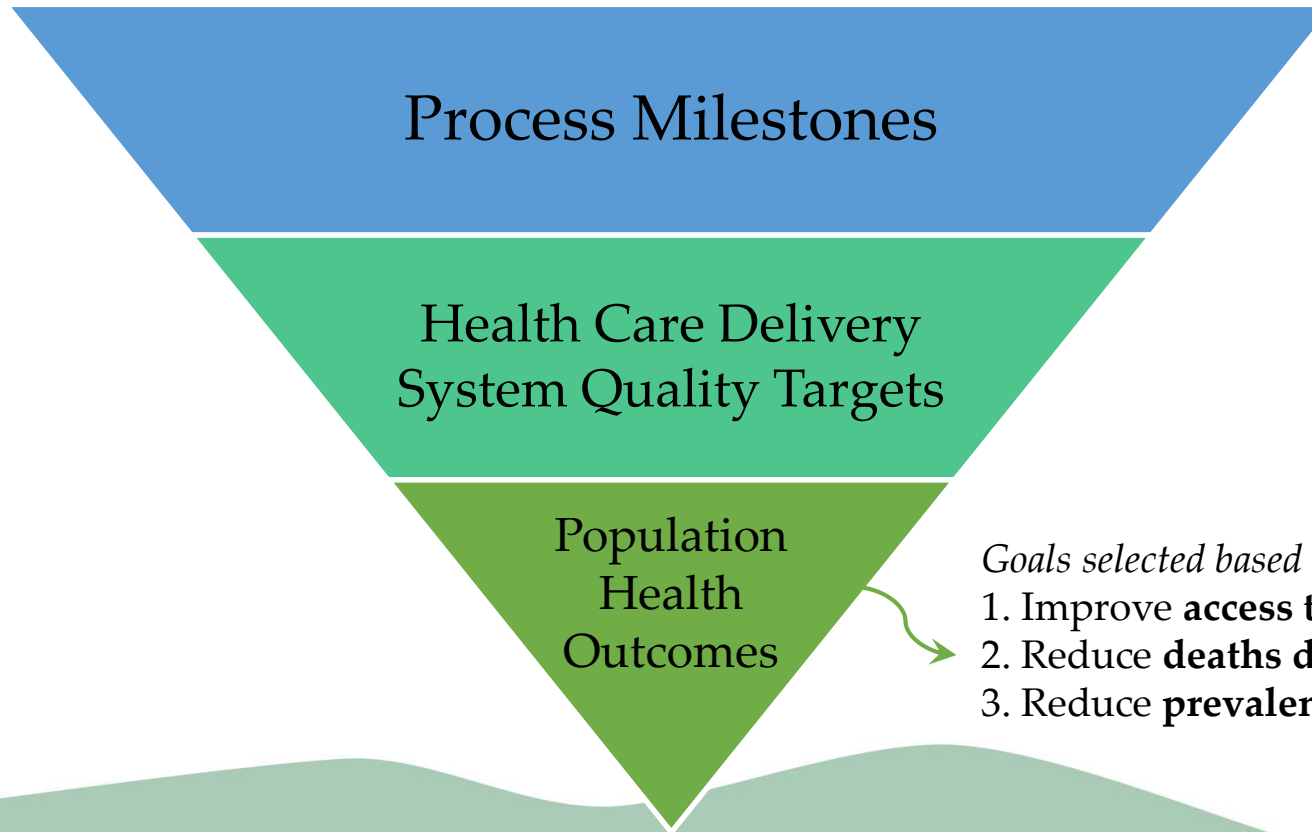 Process Milestones
Health Care Delivery
System Quality Targets
Population
Health
Outcomes
Goals selected based
1. Improve access t
2. Reduce deaths d
3. Reduce prevalen